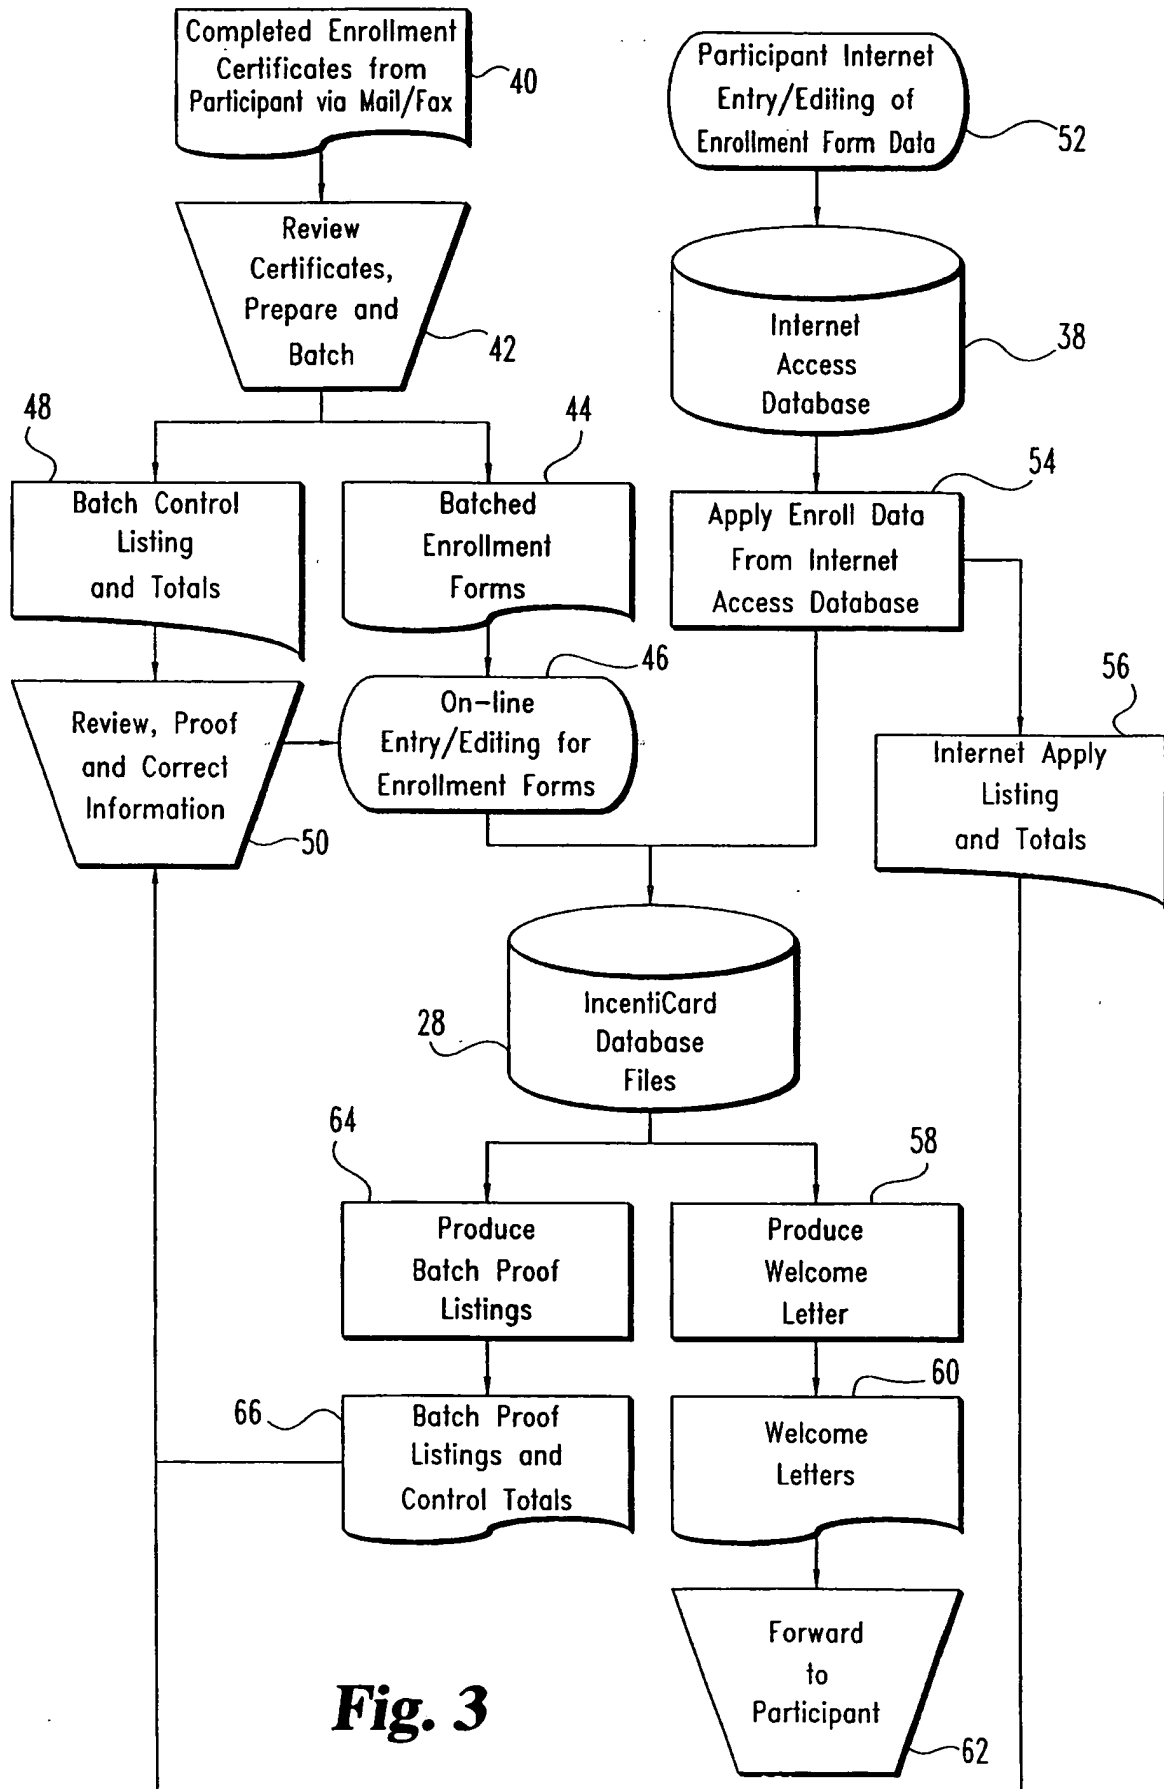 Completed Enrollment
Certificates from
Participant via Mail/Fax
40
Participant Internet
Entry/Editing of
Enrollment Form Data
52
Review
Certificates,
Prepare and
Batch
42
Internet
Access
Database
38
48
Batch Control
Listing
and Totals
44
Batched
Enrollment
Forms
54
Apply Enroll Data
From Internet
Access Database
Review, Proof
and Correct
Information
50
46
On-line
Entry/Editing for
Enrollment Forms
56
Internet Apply
Listing
and Totals
28
IncentiCard
Database
Files
64
Produce
Batch Proof
Listings
58
Produce
Welcome
Letter
66
Batch Proof
Listings and
Control Totals
60
Welcome
Letters
Forward
to
Participant
62
Fig. 3